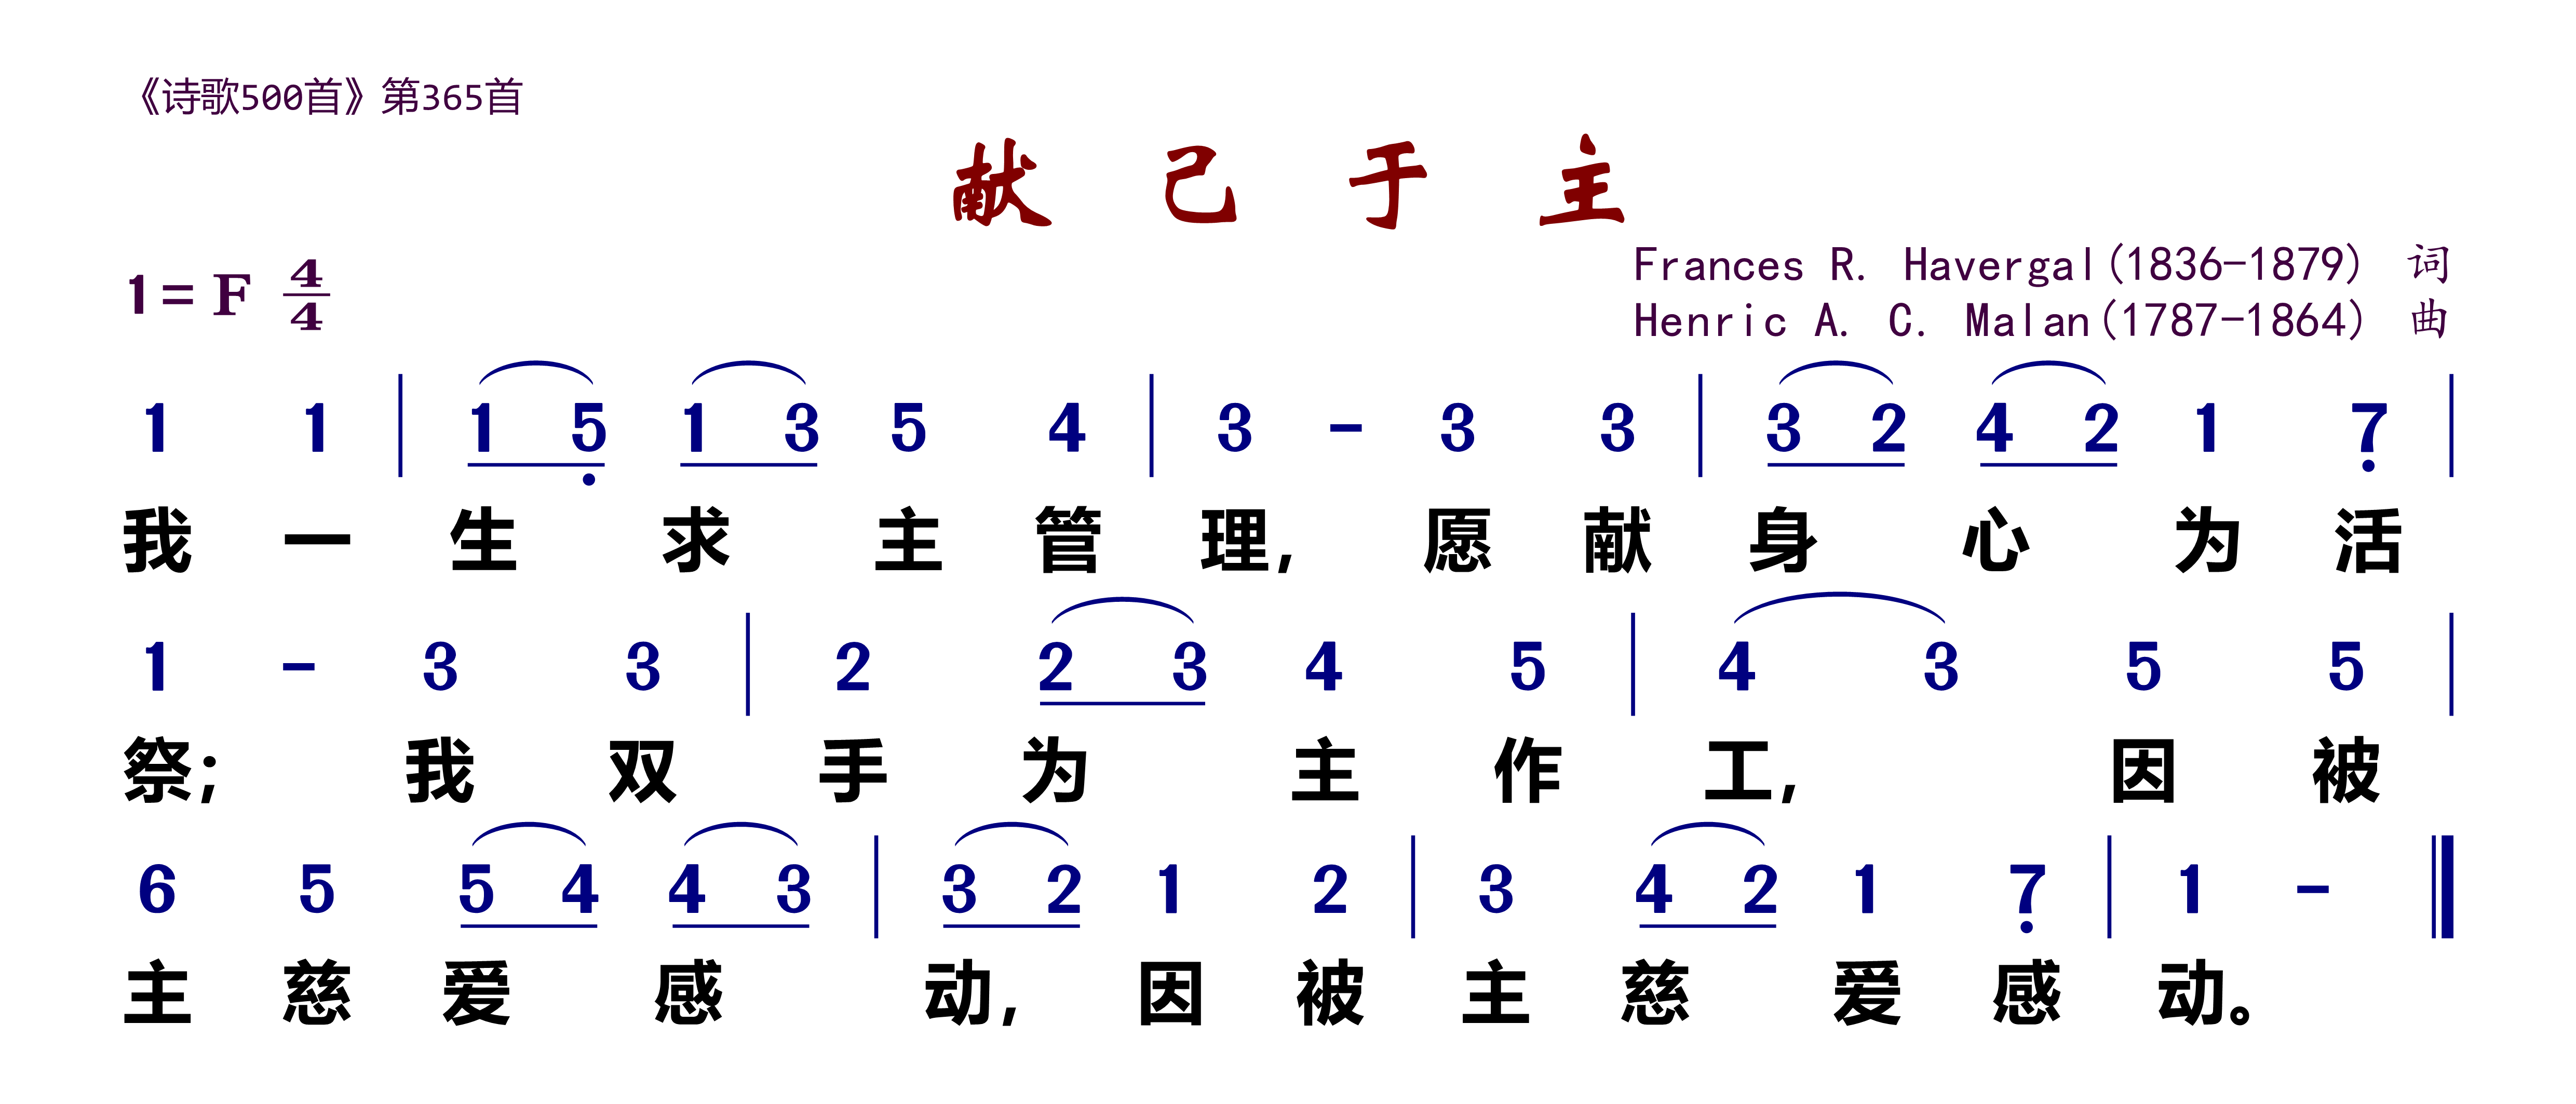 《诗歌500首》第365首
献己于主
1=F 4/4
Frances R. Havergal(1836-1879) 词
Henric A. C. Malan(1787-1864) 曲
1 1 | 1 5̣ 1 3 5 4 | 3 - 3 3 | 3 2 4 2 1 7̣ |
我一生求主管理，愿献身心为活
1 - 3 3 | 2 2 3 4 5 | 4 3 5 5 |
祭；我双手为主作工，因被
6 5 5 4 4 3 | 3 2 1 2 | 3 4 2 1 7̣ | 1 - ‖
主慈爱感动，因被主慈爱感动。